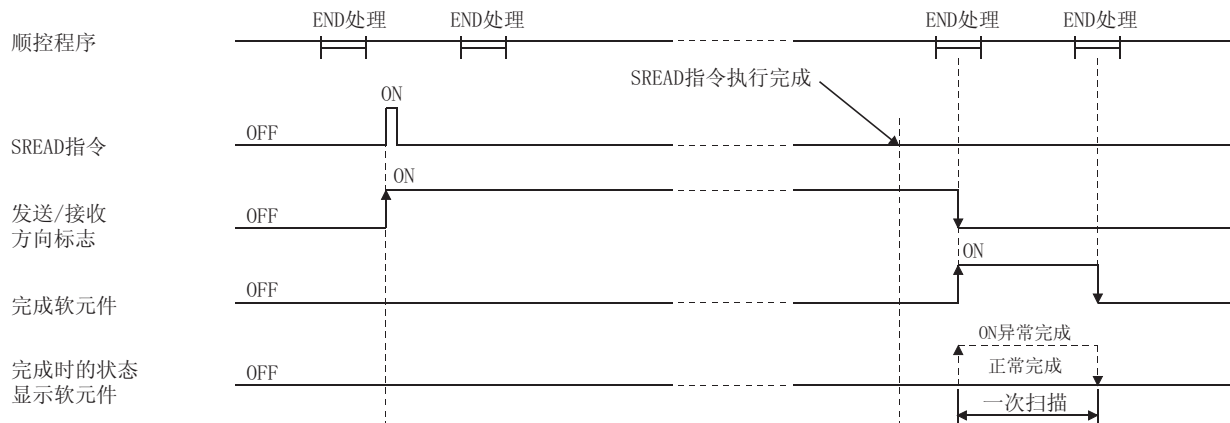 END处理 END处理 END处理 END处理
顺控程序
SREAD指令执行完成
ON
OFF
SREAD指令
ON
OFF
发送/接收
方向标志
ON
OFF
完成软元件
ON异常完成
正常完成
OFF
完成时的状态
显示软元件
一次扫描